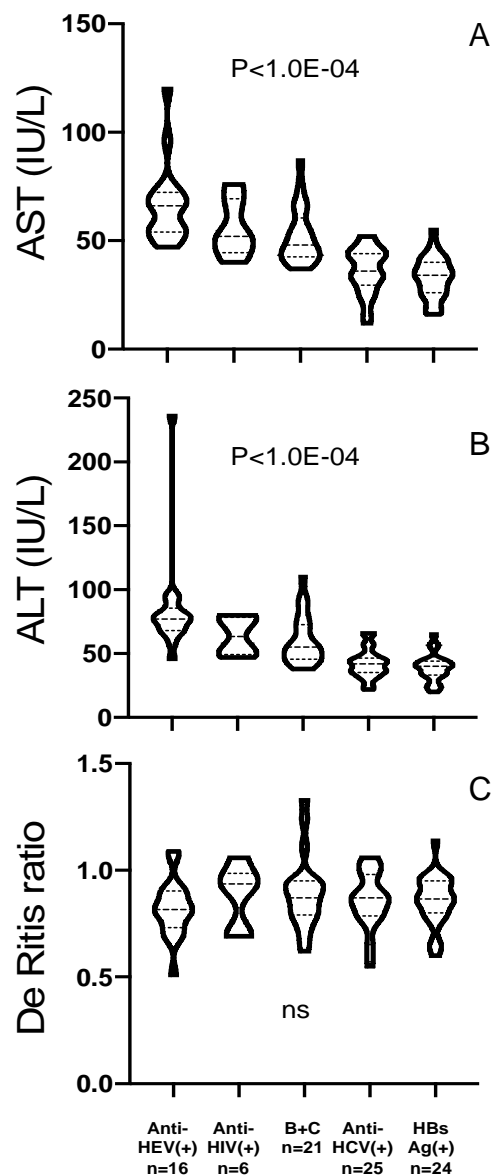 A
P<1.0E-04
AST (IU/L)
150
100
50
0
B
P<1.0E-04
ALT (IU/L)
250
200
150
100
50
0
C
De Ritis ratio
1.5
1.0
0.5
0.0
ns
Anti- Anti- B+C Anti- HBs
HEV(+) HIV(+) n=21 HCV(+) Ag(+)
n=16 n=6 n=25 n=24